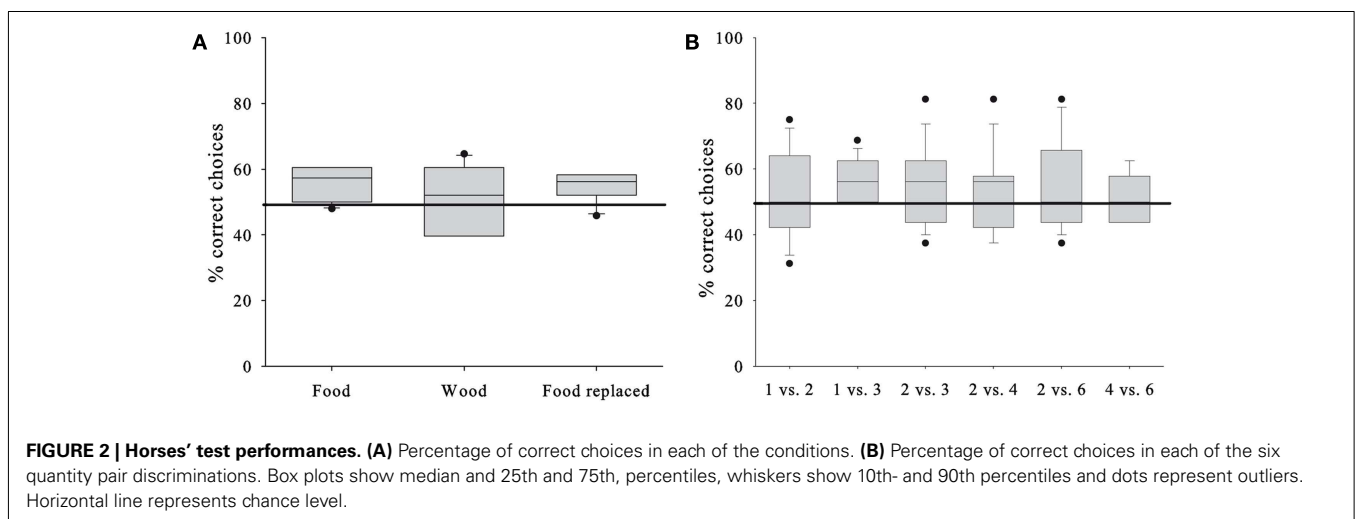 A
100
80
60
40
20
0
% correct choices
Food Wood Food replaced
B
100
80
60
40
20
0
% correct choices
1 vs. 2 1 vs. 3 2 vs. 3 2 vs. 4 2 vs. 6 4 vs. 6
FIGURE 2 | Horses’ test performances. (A) Percentage of correct choices in each of the conditions. (B) Percentage of correct choices in each of the six
quantity pair discriminations. Box plots show median and 25th and 75th, percentiles, whiskers show 10th- and 90th percentiles and dots represent outliers.
Horizontal line represents chance level.